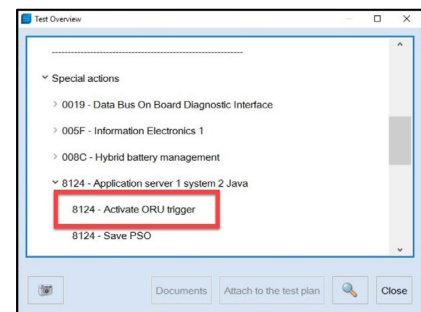 Test Overview
Special actions
0019 - Data Bus On Board Diagnostic Interface
005F - Information Electronics 1
008C - Hybrid battery management
8124 - Application server 1 system 2 Java
8124 - Activate ORU trigger
8124 - Save PSO
Documents Attach to the test plan Close